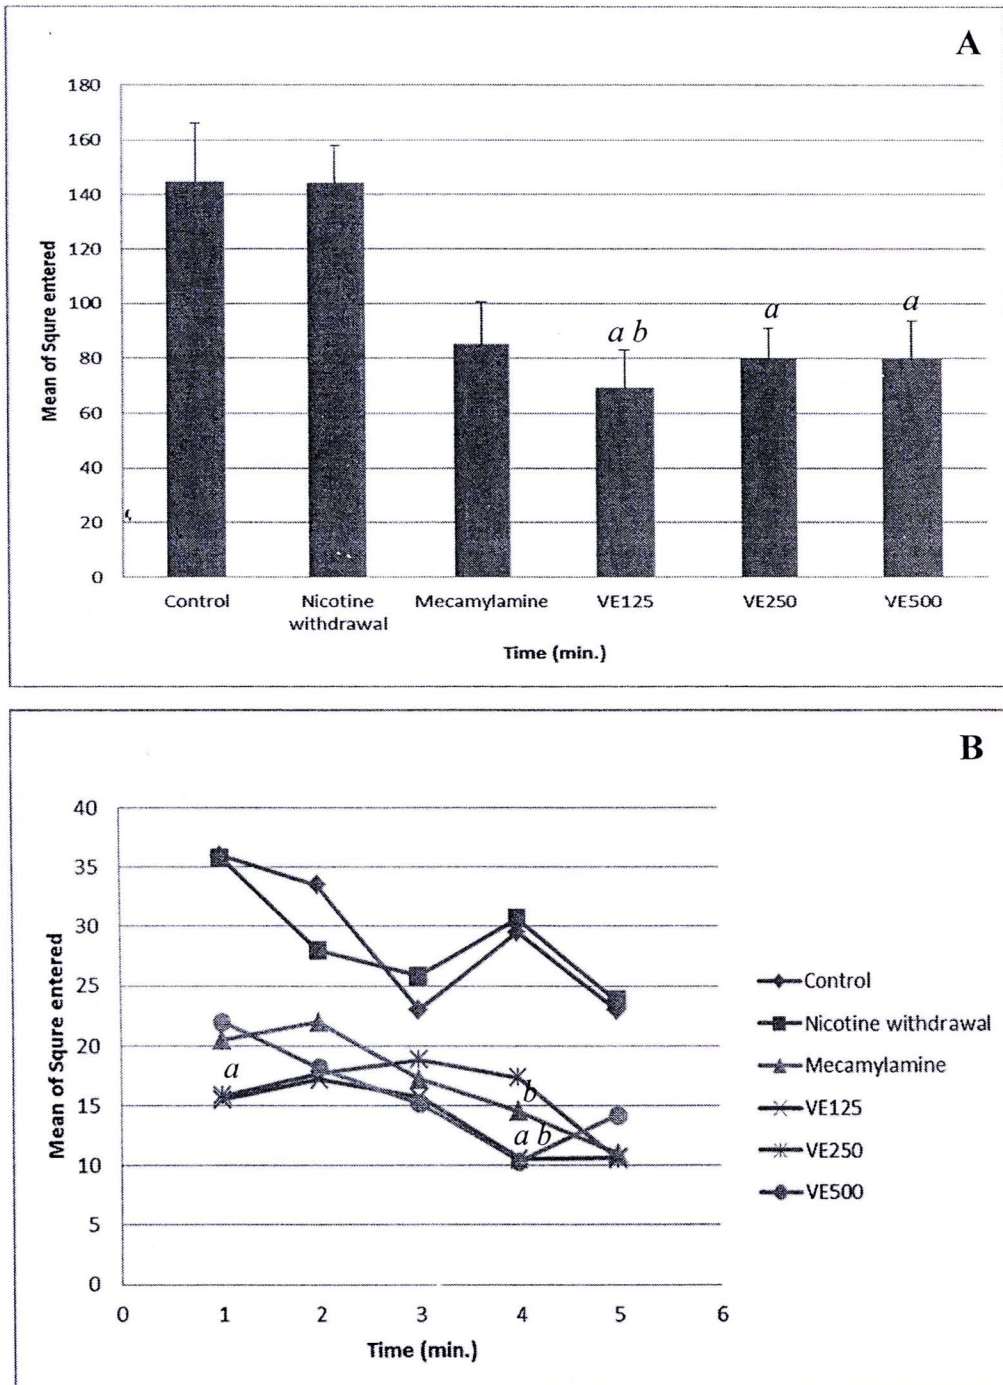 A
180
160
140
120
100
80
60
40
20
0
Mean of Squre entered
a b
a
a
Control
Nicotine withdrawal
Mecamylamine
VE125
VE250
VE500
Time (min.)
B
40
35
30
25
20
15
10
5
0
Mean of Squre entered
a
b
a b
0 1 2 3 4 5 6
Time (min.)
Control
Nicotine withdrawal
Mecamylamine
VE125
VE250
VE500